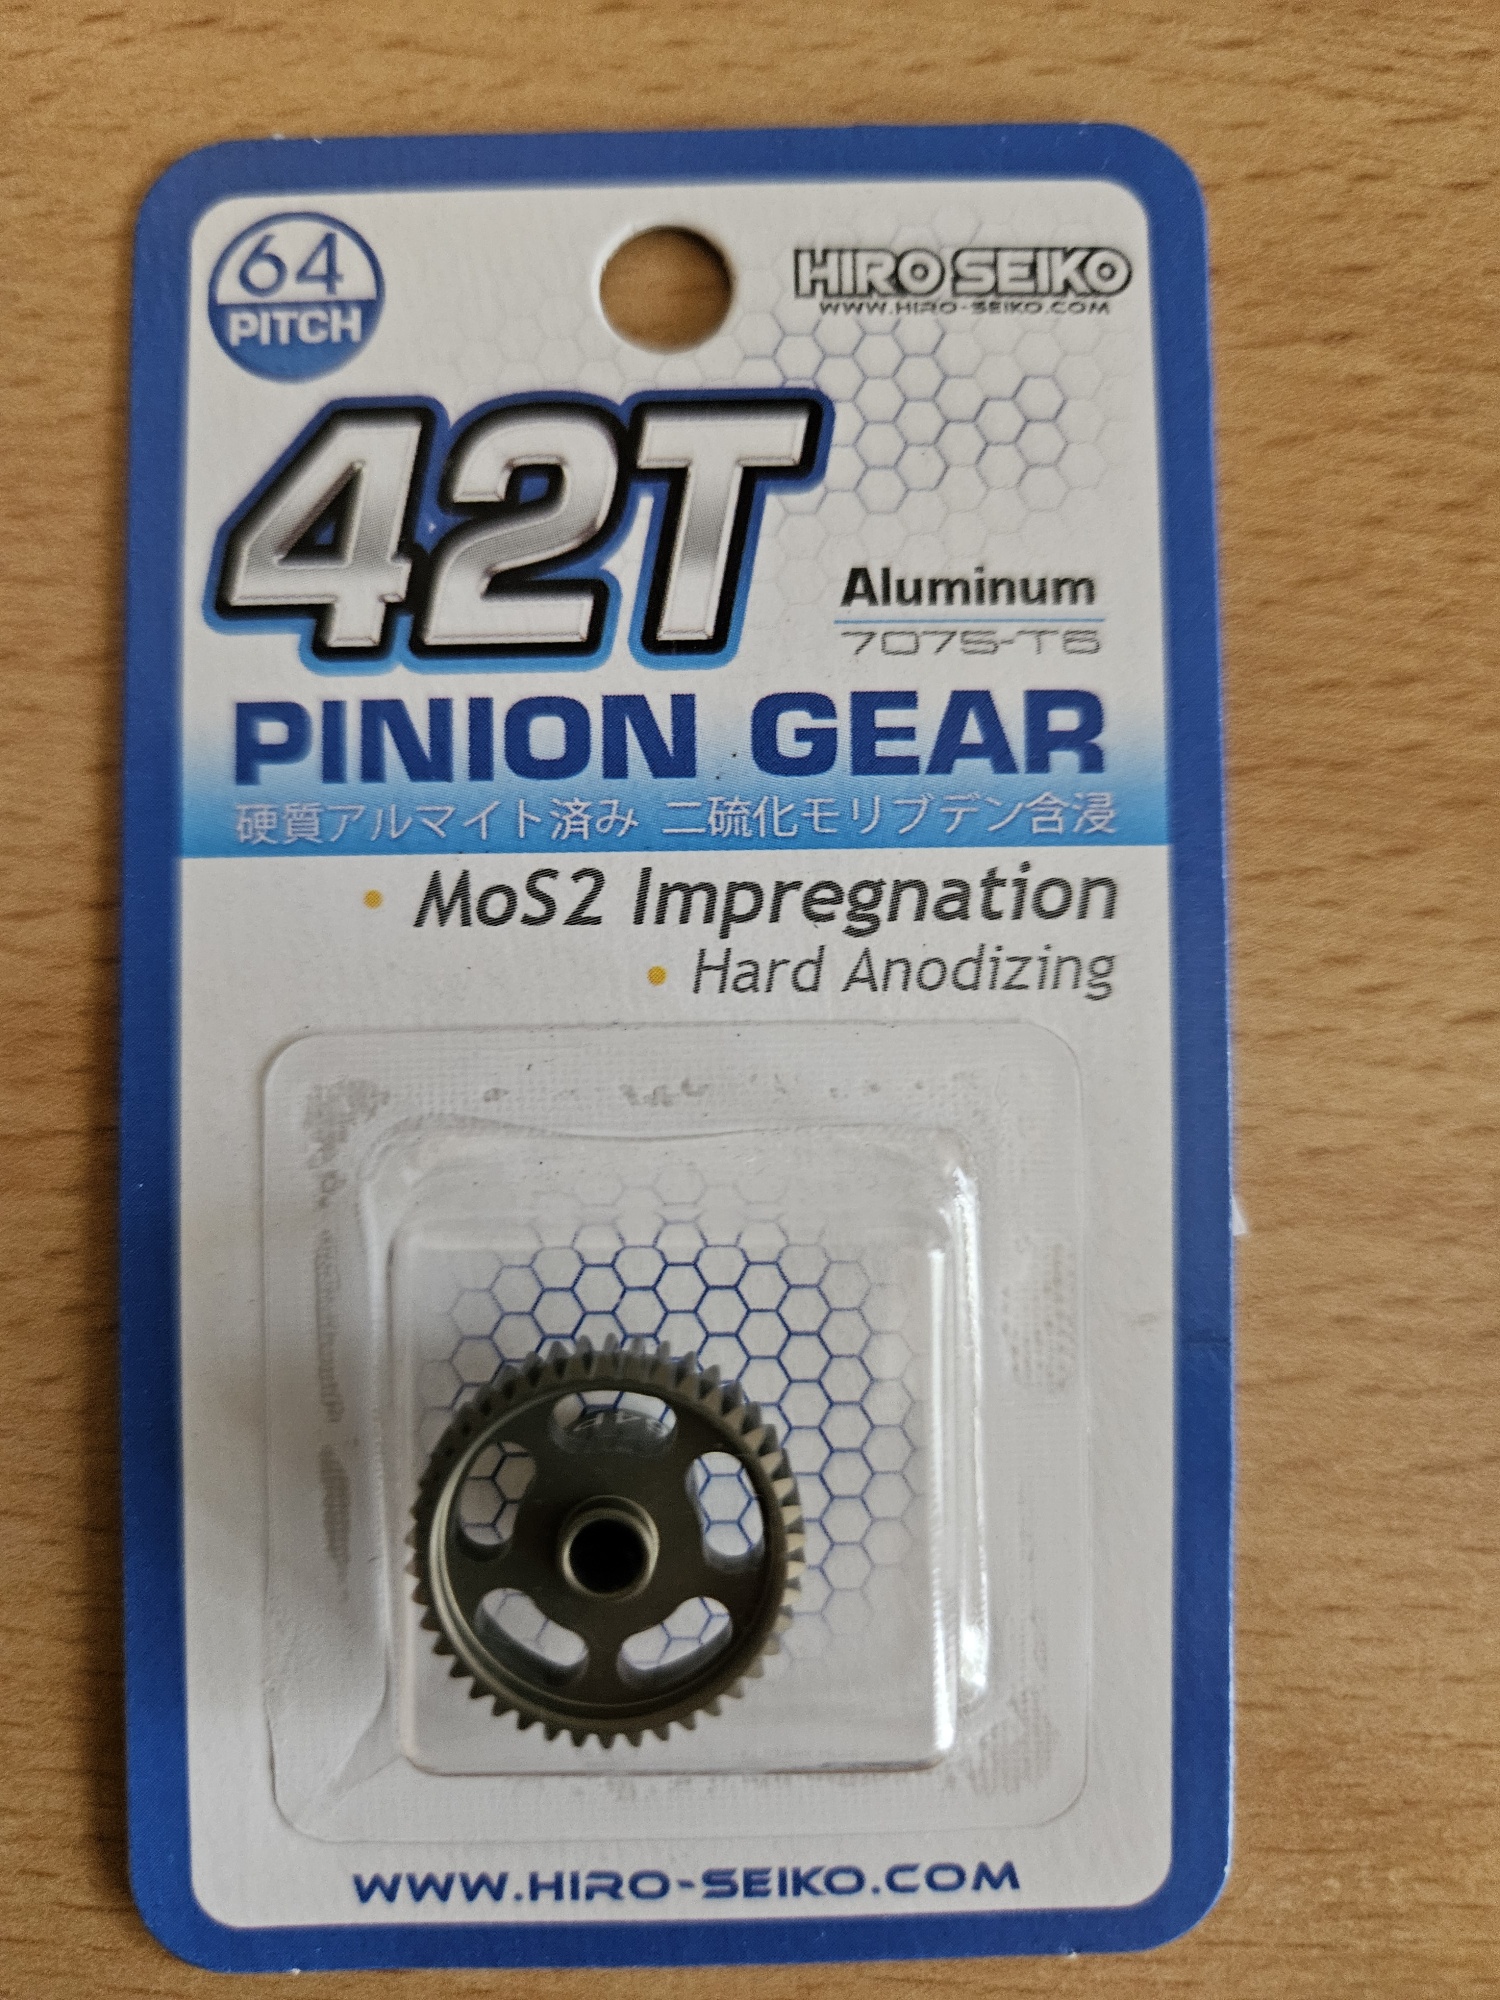 64
PITCH
HIRO SEIKO
WWW.HIRO-SEIKO.COM
42T
Aluminum
7075-T6
PINION GEAR
硬質アルマイト済み 二硫化モリブデン含浸
• MoS2 Impregnation
• Hard Anodizing
WWW.HIRO-SEIKO.COM